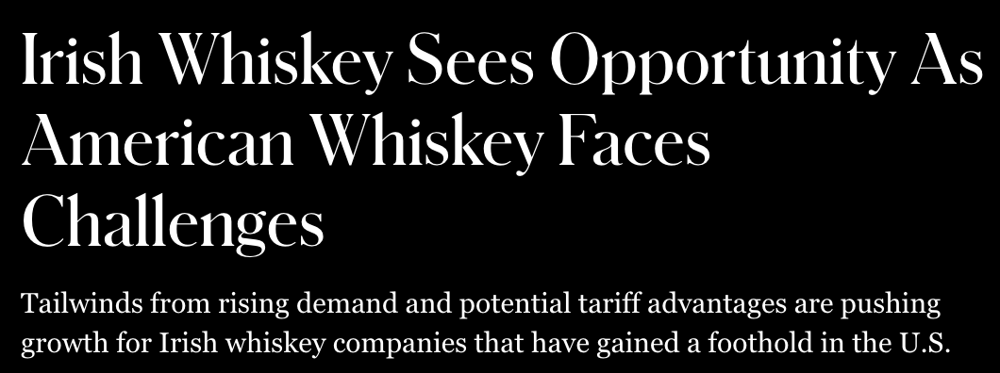 Irish Whiskey Sees Opportunity As
American Whiskey Faces
Challenges
Tailwinds from rising demand and potential tariff advantages are pushing
growth for Irish whiskey companies that have gained a foothold in the U.S.